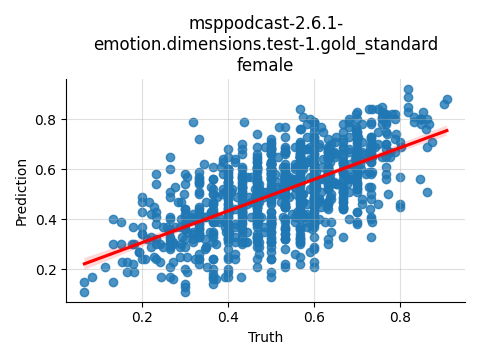 msppodcast-2.6.1-
emotion.dimensions.test-1.gold_standard
female
Prediction
0.8
0.6
0.4
0.2
0.2 0.4 0.6 0.8
Truth